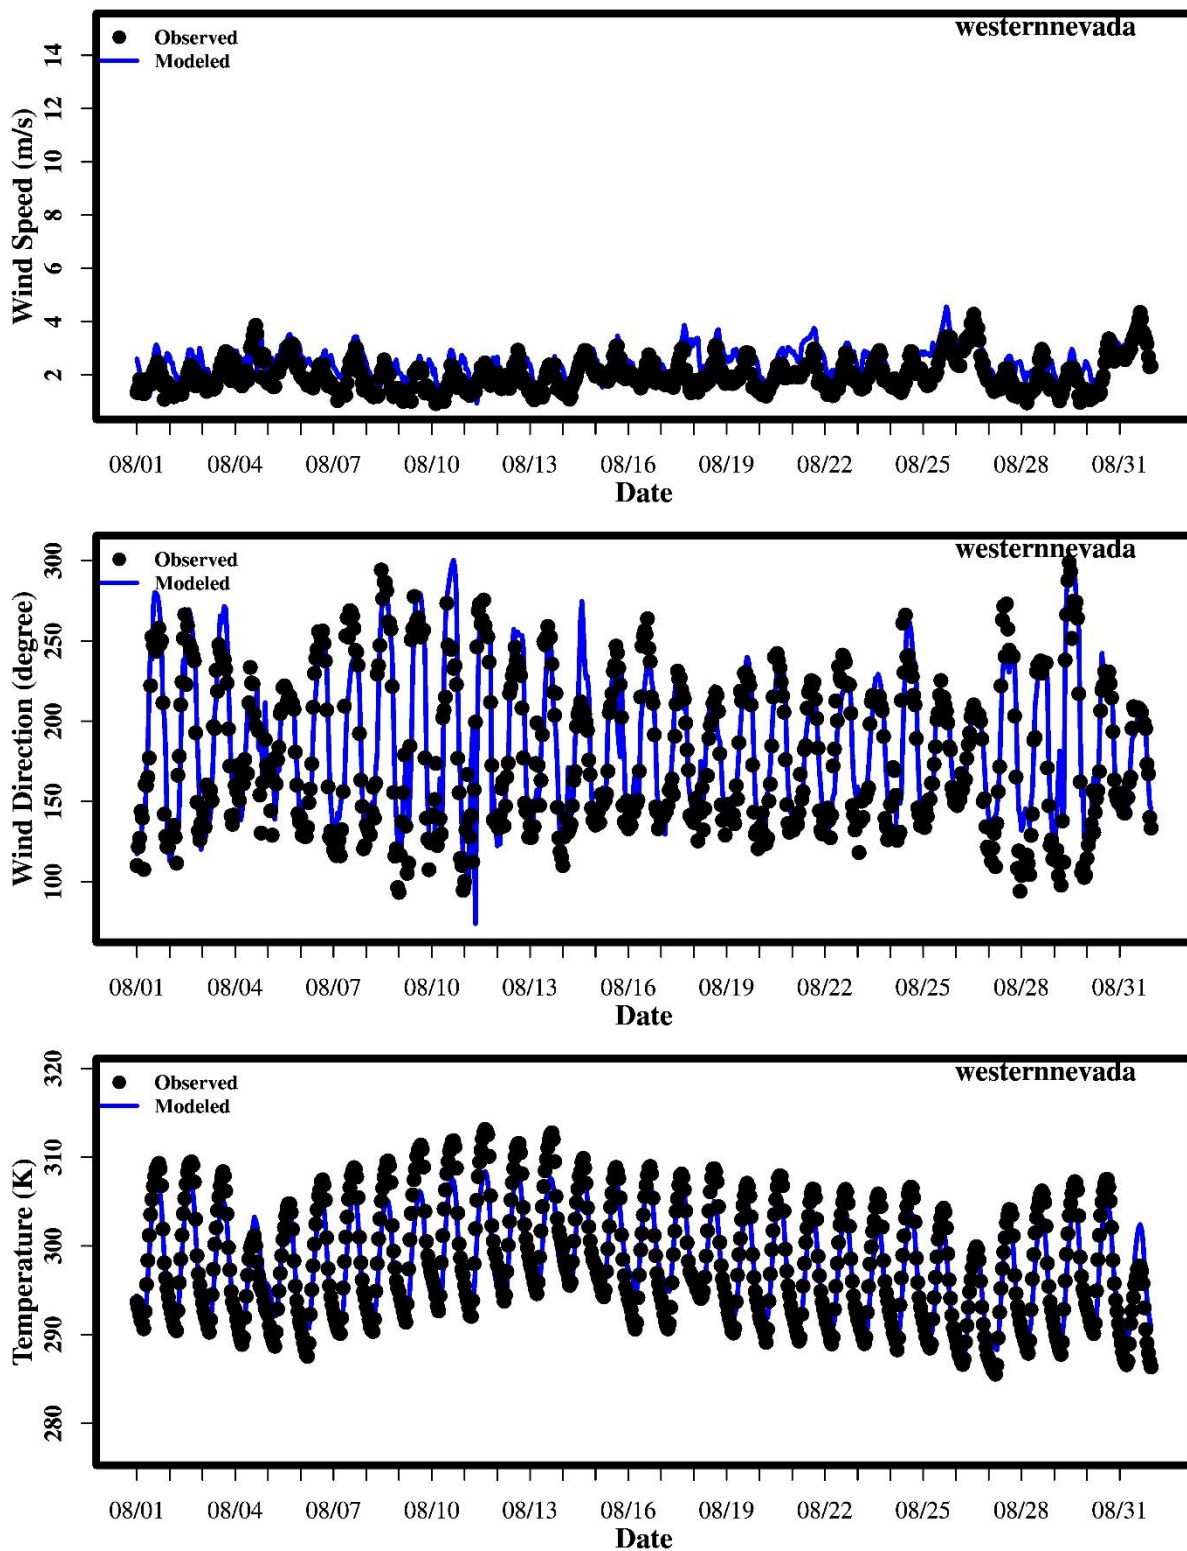 westernnevada
Observed
Modeled
Wind Speed (m/s)
14
12
10
8
6
4
2
08/01 08/04 08/07 08/10 08/13 08/16 08/19 08/22 08/25 08/28 08/31
Date
westernnevada
Observed
Modeled
Wind Direction (degree)
300
250
200
150
100
08/01 08/04 08/07 08/10 08/13 08/16 08/19 08/22 08/25 08/28 08/31
Date
westernnevada
Observed
Modeled
Temperature (K)
320
310
300
290
280
08/01 08/04 08/07 08/10 08/13 08/16 08/19 08/22 08/25 08/28 08/31
Date